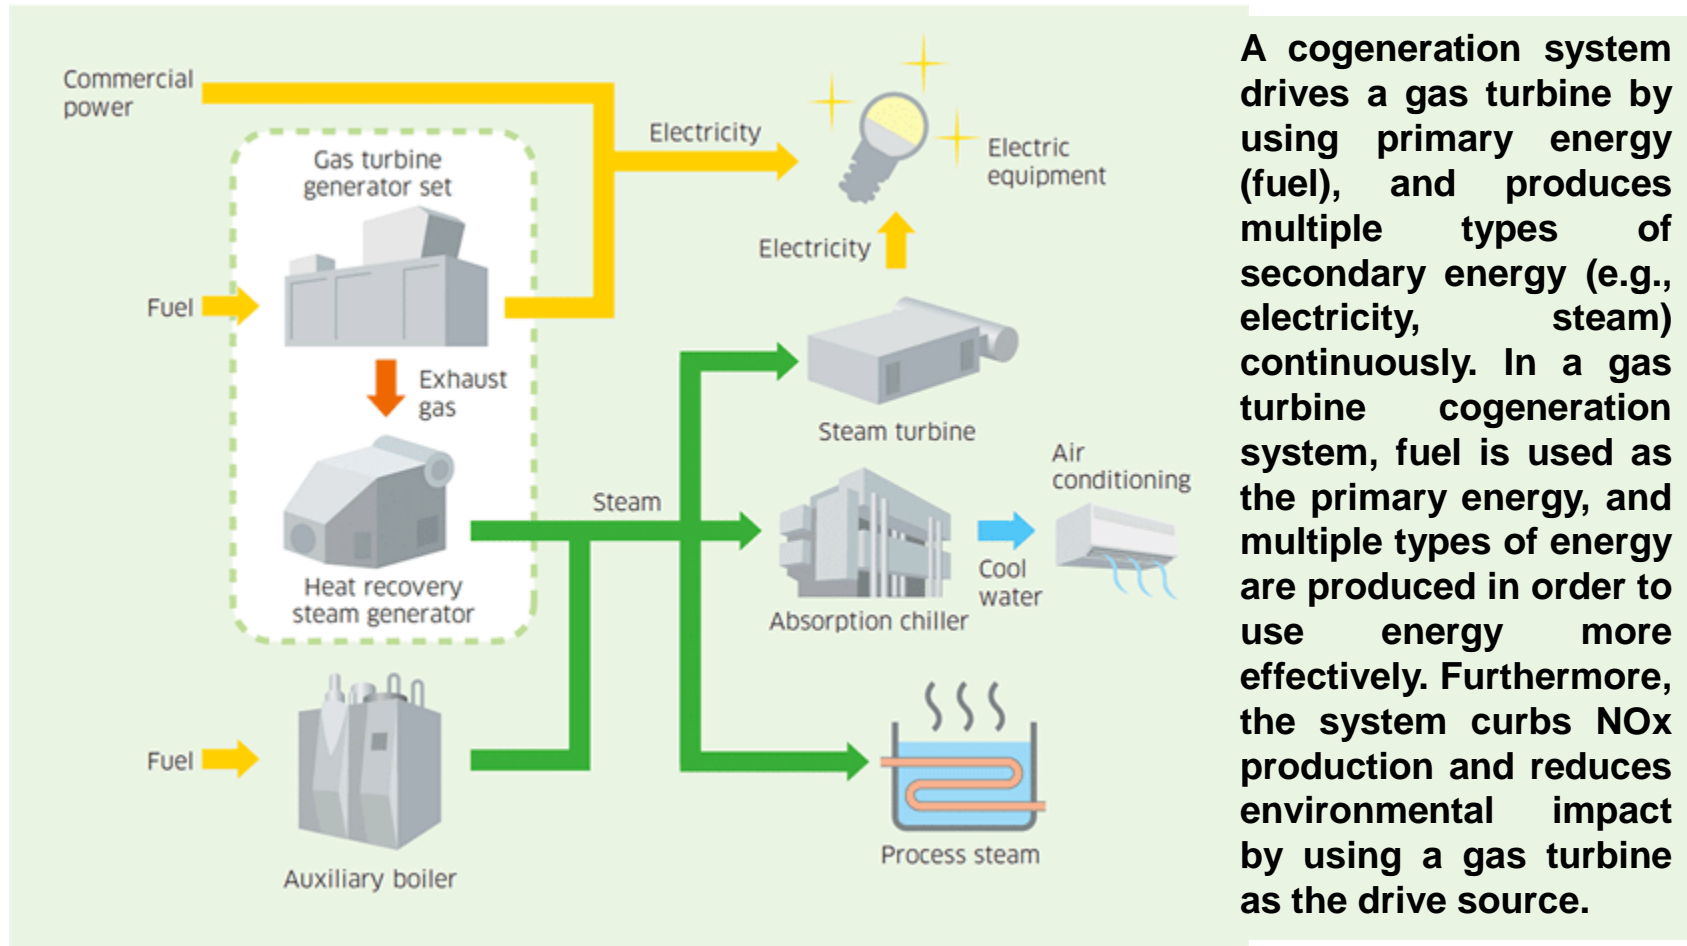 Commercial
power
Electricity
Gas turbine
generator set
Electric
equipment
Electricity
Fuel
Exhaust
gas
Steam turbine
Air
conditioning
Steam
Cool
water
Heat recovery
steam generator
Absorption chiller
Fuel
Process steam
Auxiliary boiler
A cogeneration system
drives a gas turbine by
using primary energy
(fuel), and produces
multiple types of
secondary energy (e.g.,
electricity, steam)
continuously. In a gas
turbine cogeneration
system, fuel is used as
the primary energy, and
multiple types of energy
are produced in order to
use energy more
effectively. Furthermore,
the system curbs NOx
production and reduces
environmental impact
by using a gas turbine
as the drive source.